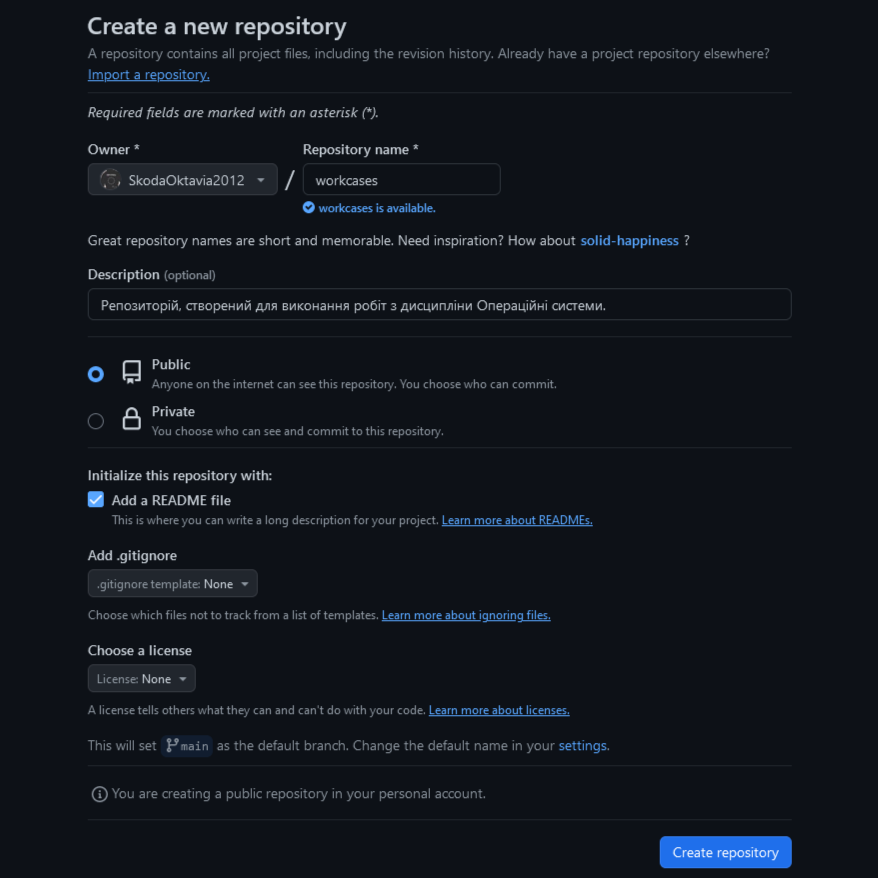 Create a new repository
A repository contains all project files, including the revision history. Already have a project repository elsewhere?
Import a repository.
Required fields are marked with an asterisk (*).
Owner *
Repository name *
SkodaOktavia2012
/
workcases
workcases is available.
Great repository names are short and memorable. Need inspiration? How about solid-happiness ?
Description (optional)
Репозиторій, створений для виконання робіт з дисципліни Операційні системи.
Public
Anyone on the internet can see this repository. You choose who can commit.
Private
You choose who can see and commit to this repository.
Initialize this repository with:
Add a README file
This is where you can write a long description for your project. Learn more about READMEs.
Add .gitignore
.gitignore template: None
Choose which files not to track from a list of templates. Learn more about ignoring files.
Choose a license
License: None
A license tells others what they can and can't do with your code. Learn more about licenses.
This will set main as the default branch. Change the default name in your settings.
You are creating a public repository in your personal account.
Create repository